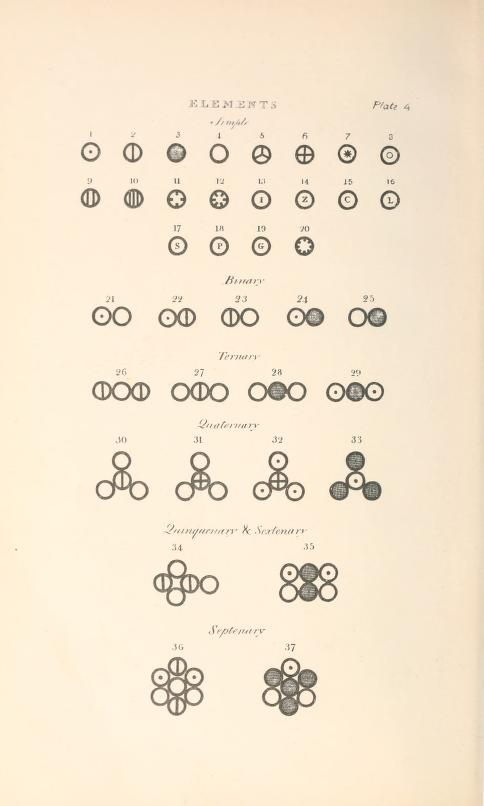 ELEMENTS Plate 4
Simple
1 2 3 4 5 6 7 8
9 10 11 12 13 14 15 16
I Z C L
17 18 19 20
S P G
Binary
21 22 23 24 25
Ternary
26 27 28 29
Quaternary
30 31 32 33
Quinquenary & Sextenary
34 35
Septenary
36 37